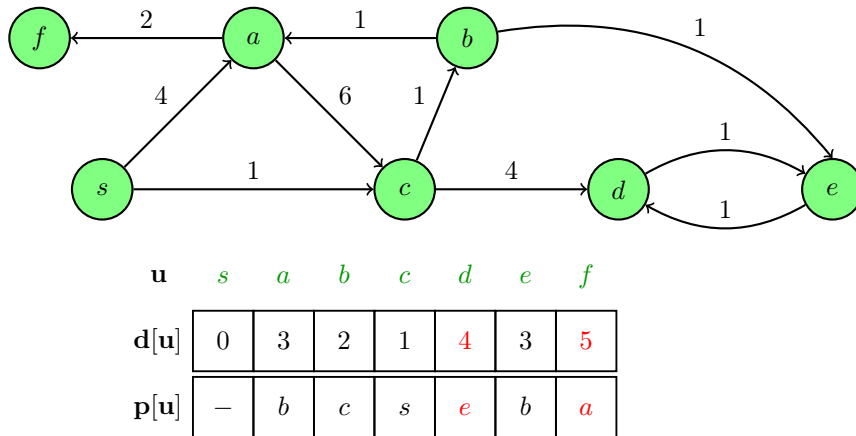 2 1 1
f a b
4 6 1 1
1 4
s c d e
1
u s a b c d e f
d[u] 0 3 2 1 4 3 5
p[u] − b c s e b a